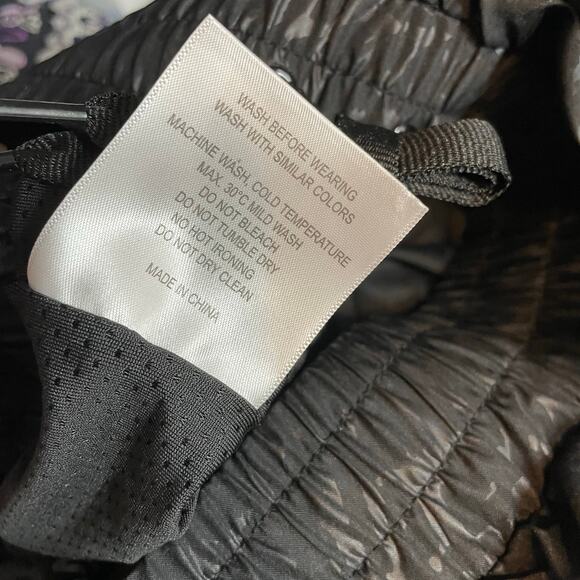 WASH BEFORE WEARING
WASH WITH SIMILAR COLORS
MACHINE WASH, COLD TEMPERATURE
MAX. 30°C MILD WASH
DO NOT BLEACH
DO NOT TUMBLE DRY
NO HOT IRONING
DO NOT DRY CLEAN
MADE IN CHINA